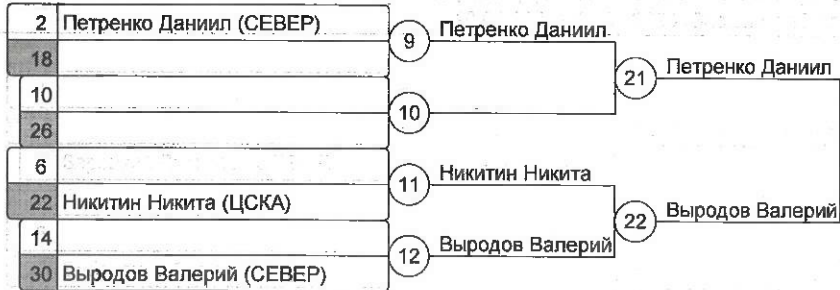 2 Петренко Даниил (СЕВЕР)
9 Петренко Даниил
18
21 Петренко Даниил
10
10
26
6
11 Никитин Никита
22 Никитин Никита (ЦСКА)
22 Выродов Валерий
14
12 Выродов Валерий
30 Выродов Валерий (СЕВЕР)